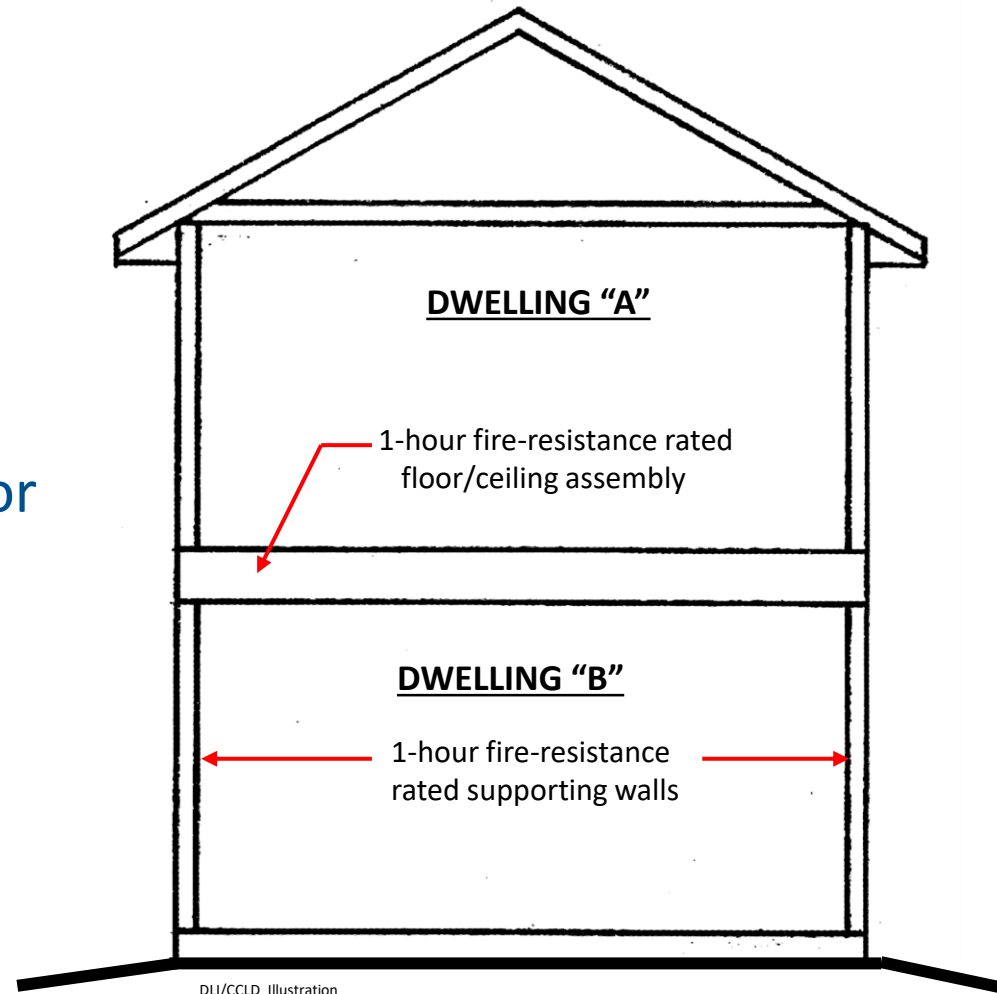 DWELLING “A”
1-hour fire-resistance rated
floor/ceiling assembly
or
DWELLING “B”
1-hour fire-resistance
rated supporting walls
DLI/CCLD Illustration